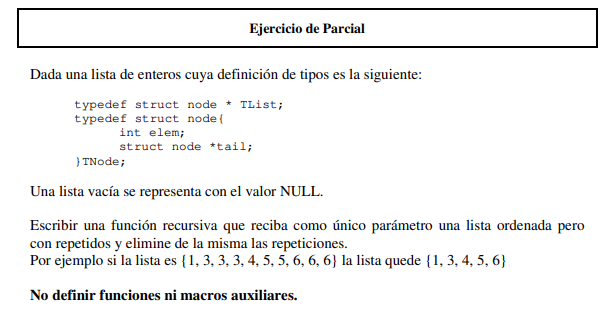 Ejercicio de Parcial
Dada una lista de enteros cuya definición de tipos es la siguiente:
typedef struct node * TList;
typedef struct node{
int elem;
struct node *tail;
}TNode;
Una lista vacía se representa con el valor NULL.
Escribir una función recursiva que reciba como único parámetro una lista ordenada pero
con repetidos y elimine de la misma las repeticiones.
Por ejemplo si la lista es {1, 3, 3, 3, 4, 5, 5, 6, 6, 6} la lista quede {1, 3, 4, 5, 6}
No definir funciones ni macros auxiliares.